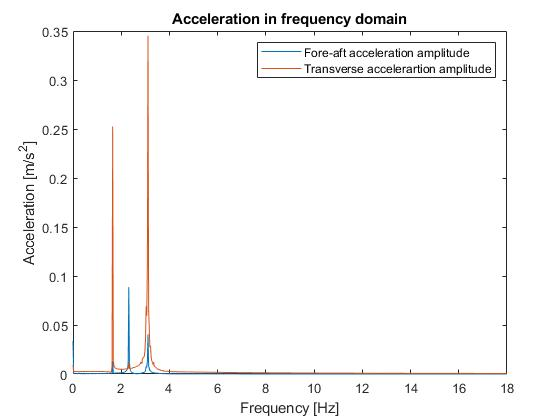 Acceleration in frequency domain
0.35
0.3
0.25
0.2
0.15
0.1
0.05
0
Acceleration [m/s²]
Fore-aft acceleration amplitude
Transverse accelerartion amplitude
0 2 4 6 8 10 12 14 16 18
Frequency [Hz]